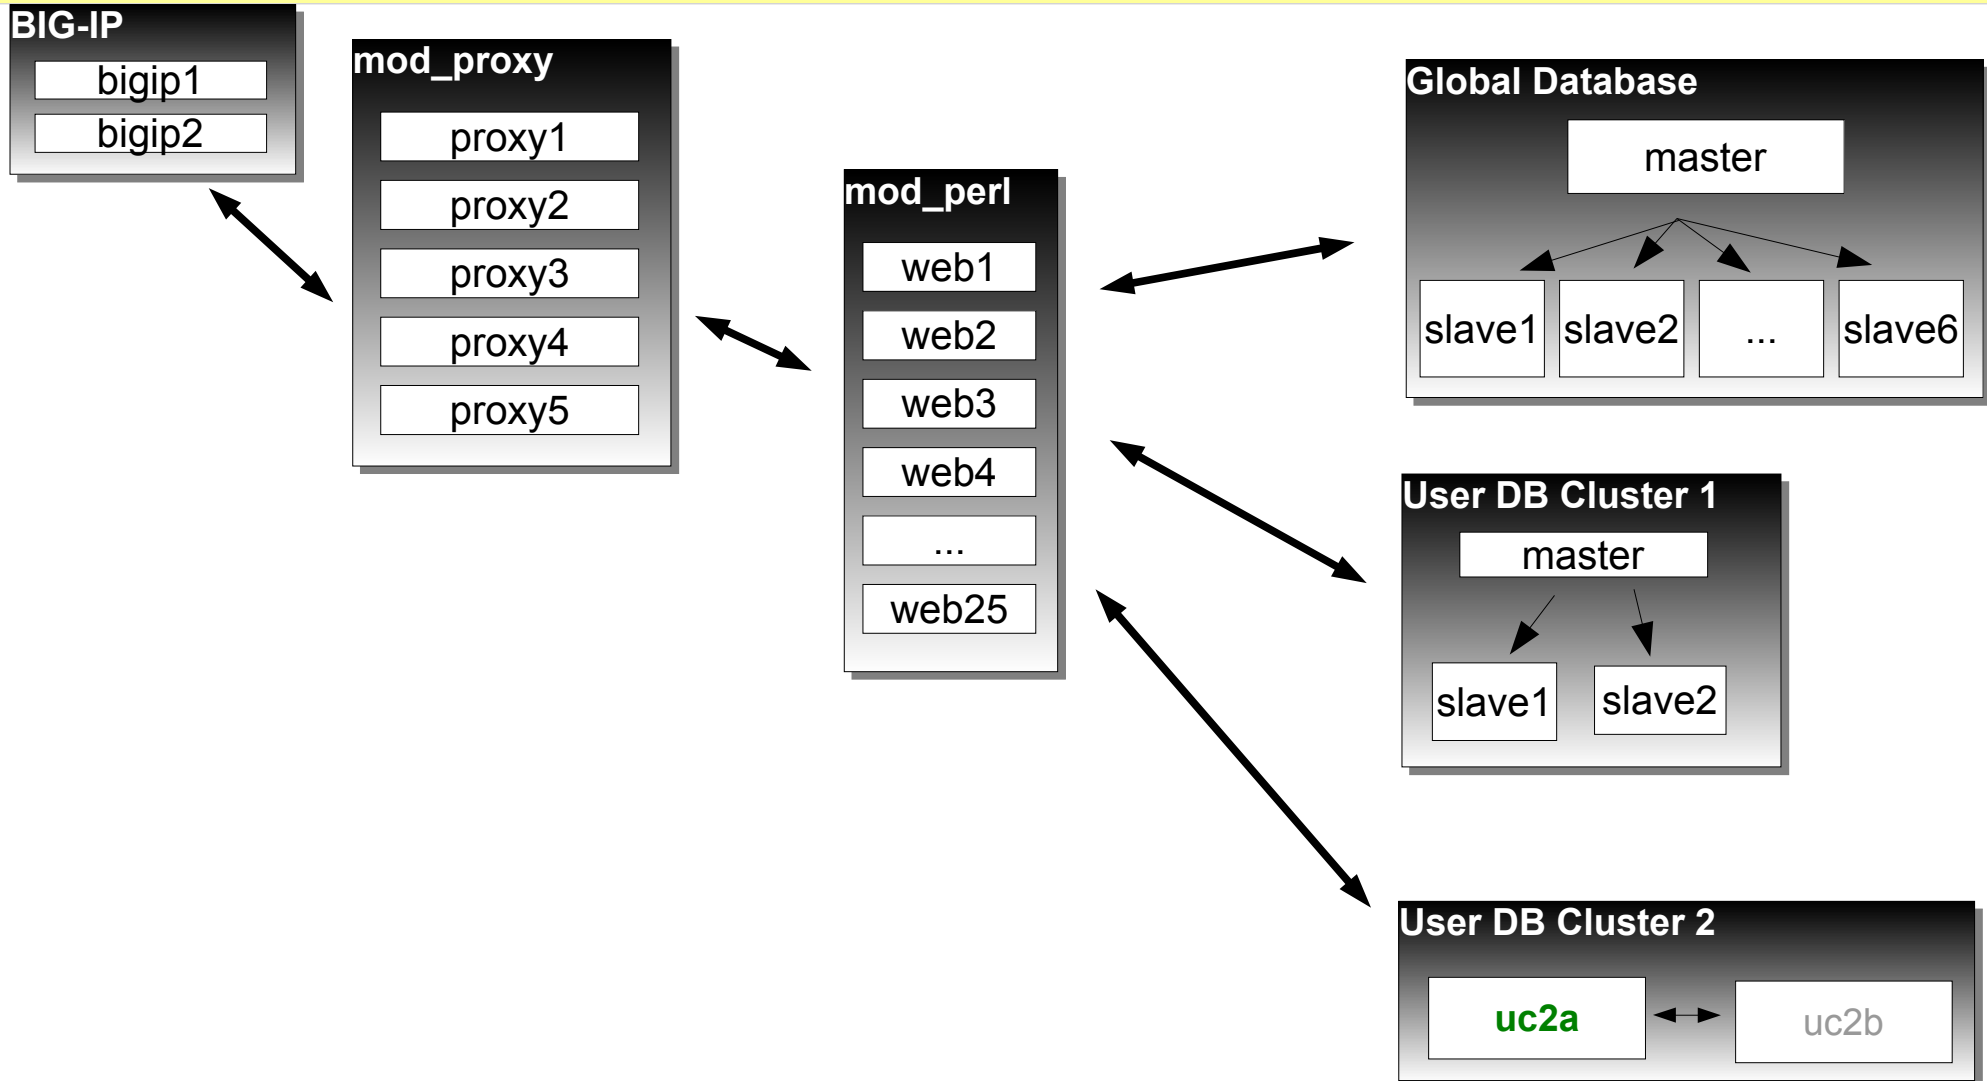 BIG-IP
bigip1
bigip2
mod_proxy
proxy1
proxy2
proxy3
proxy4
proxy5
mod_perl
web1
web2
web3
web4
...
web25
Global Database
master
slave1 slave2 ... slave6
User DB Cluster 1
master
slave1 slave2
User DB Cluster 2
uc2a uc2b